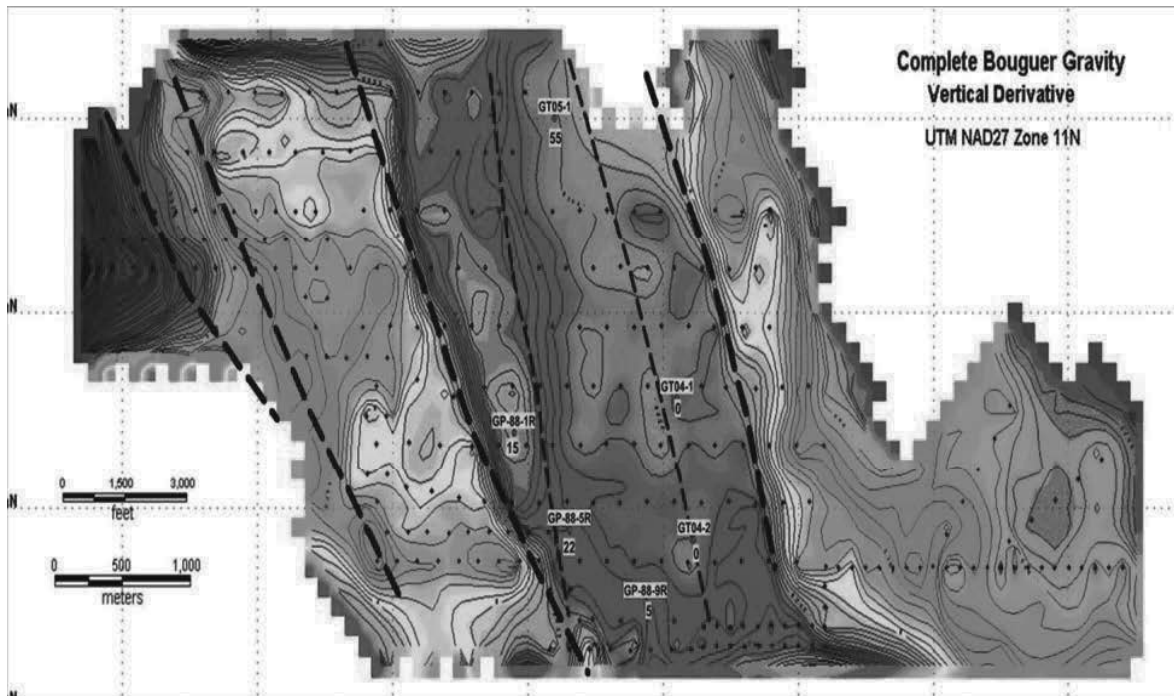 Complete Bouguer Gravity
Vertical Derivative
UTM NAD27 Zone 11N
GT05-1
55
N
N
GT04-1
0
GP-88-1R
15
0 1,500 3,000
feet
N
GP-88-5R
22
GT04-2
0
0 500 1,000
meters
GP-88-9R
5
N